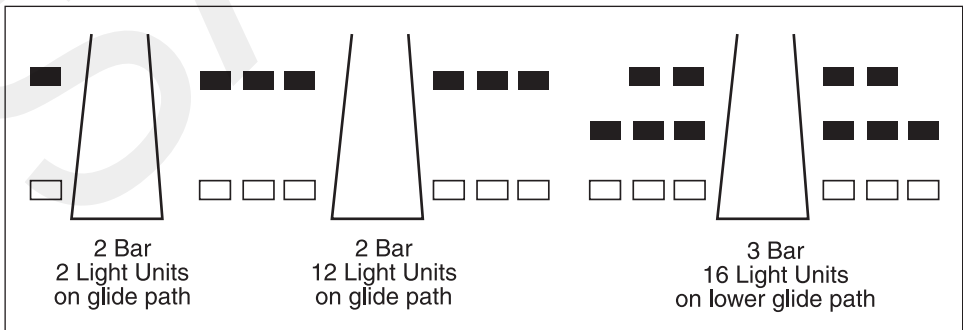 2 Bar
2 Light Units
on glide path
2 Bar
12 Light Units
on glide path
3 Bar
16 Light Units
on lower glide path